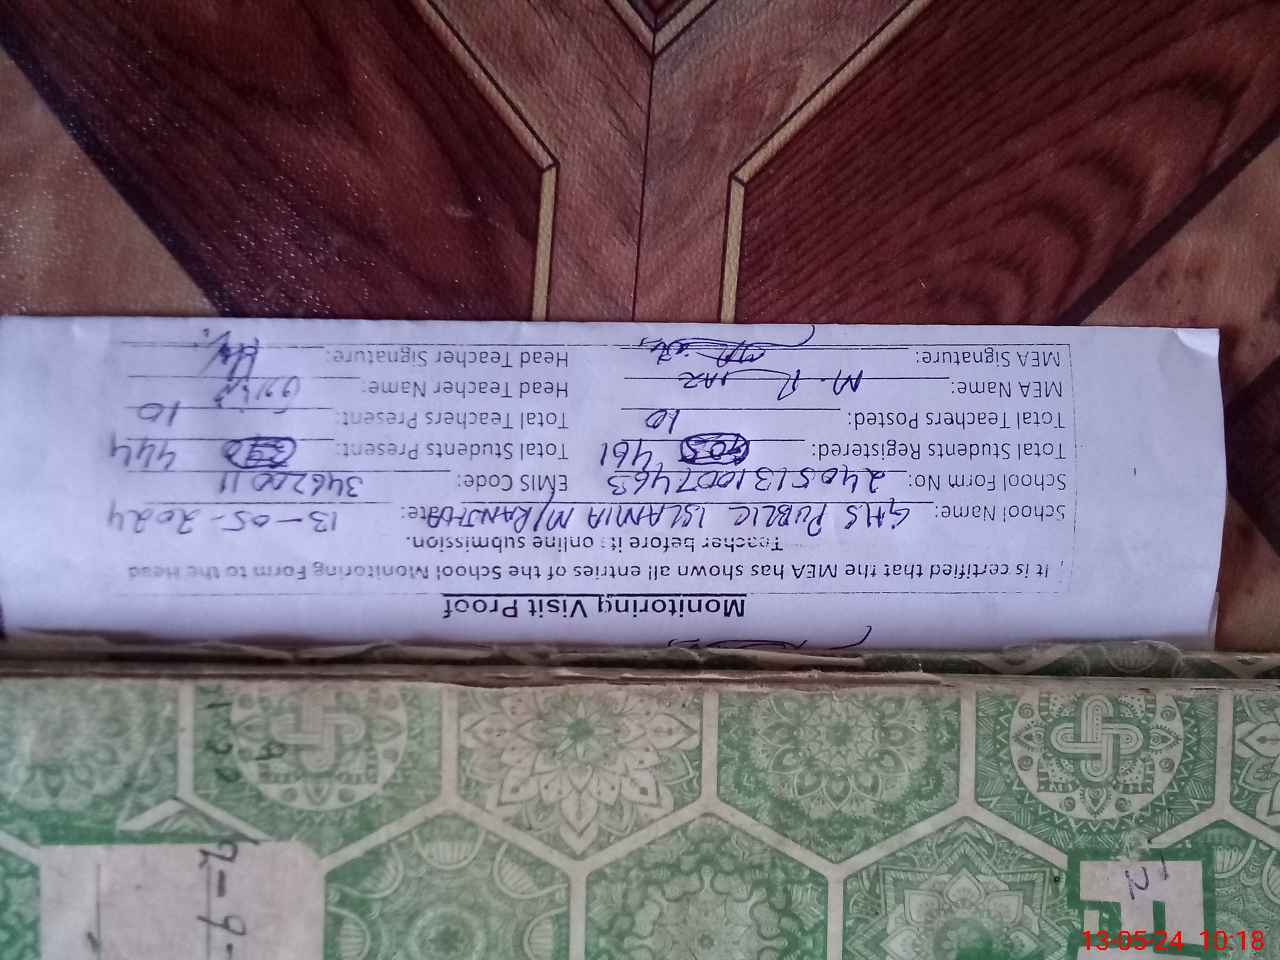 Monitoring Visit Proof
It is certified that the MEA has shown all entries of the School Monitoring Form to the Head
Teacher before it: online submission.
School Name: GHS PUBLIC ISLAMIA MIRANJFOR Date: 13-05-2024
School Form No: 2405131007463 EMIS Code: 34620011
Total Students Registered: 461 Total Students Present: 444
Total Teachers Posted: 10 Total Teachers Present: 10
MEA Name: M. Riaz Head Teacher Name:
MEA Signature: Head Teacher Signature:
13-05-24 10:18